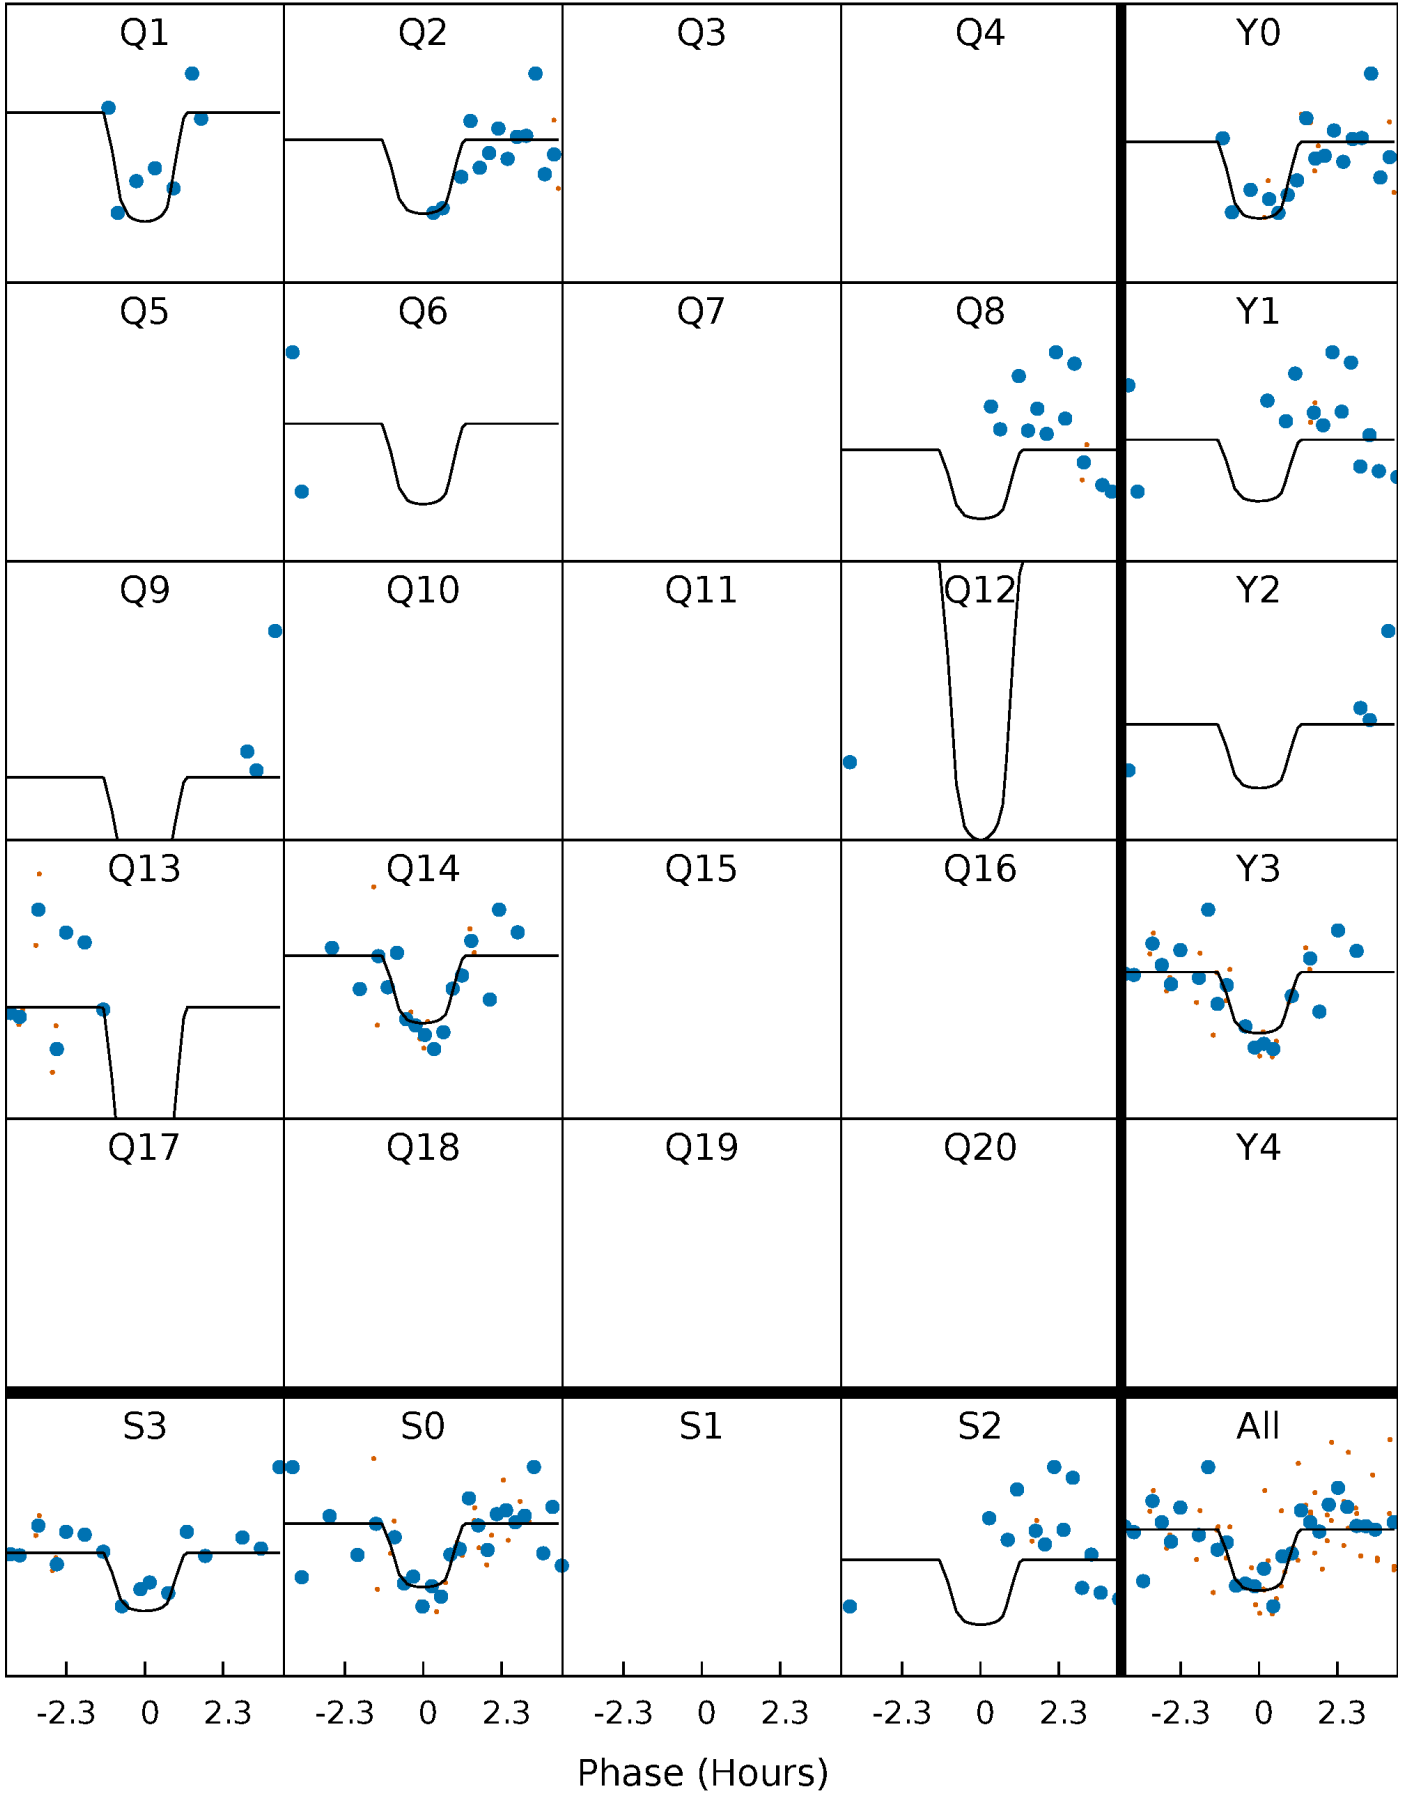 Q1 Q2 Q3 Q4 Y0
Q5 Q6 Q7 Q8 Y1
Q9 Q10 Q11 Q12 Y2
Q13 Q14 Q15 Q16 Y3
Q17 Q18 Q19 Q20 Y4
S3 S0 S1 S2 All
-2.3 0 2.3 -2.3 0 2.3 -2.3 0 2.3 -2.3 0 2.3 -2.3 0 2.3
Phase (Hours)